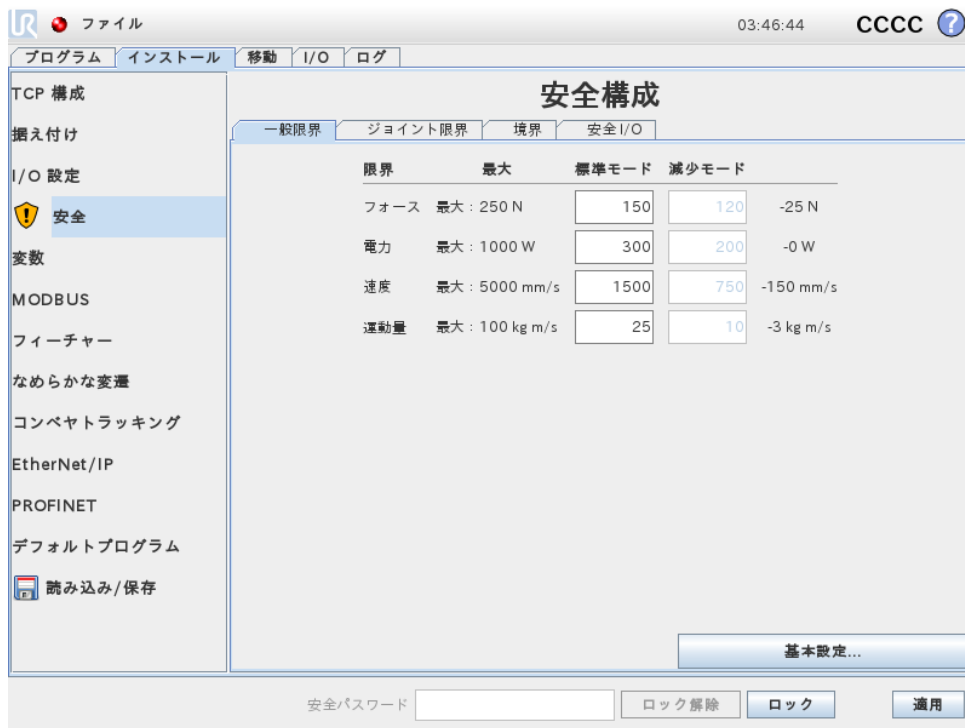 UR ファイル 03:46:44 CCCC ?
プログラム インストール 移動 I/O ログ
TCP 構成
据え付け
I/O 設定
安全
変数
MODBUS
フィーチャー
なめらかな変遷
コンベヤトラッキング
EtherNet/IP
PROFINET
デフォルトプログラム
読み込み/保存
安全構成
一般限界 ジョイント限界 境界 安全 I/O
限界 最大 標準モード 減少モード
フォース 最大 : 250 N 150 120 -25 N
電力 最大 : 1000 W 300 200 -0 W
速度 最大 : 5000 mm/s 1500 750 -150 mm/s
運動量 最大 : 100 kg m/s 25 10 -3 kg m/s
基本設定...
安全パスワード ロック解除 ロック 適用